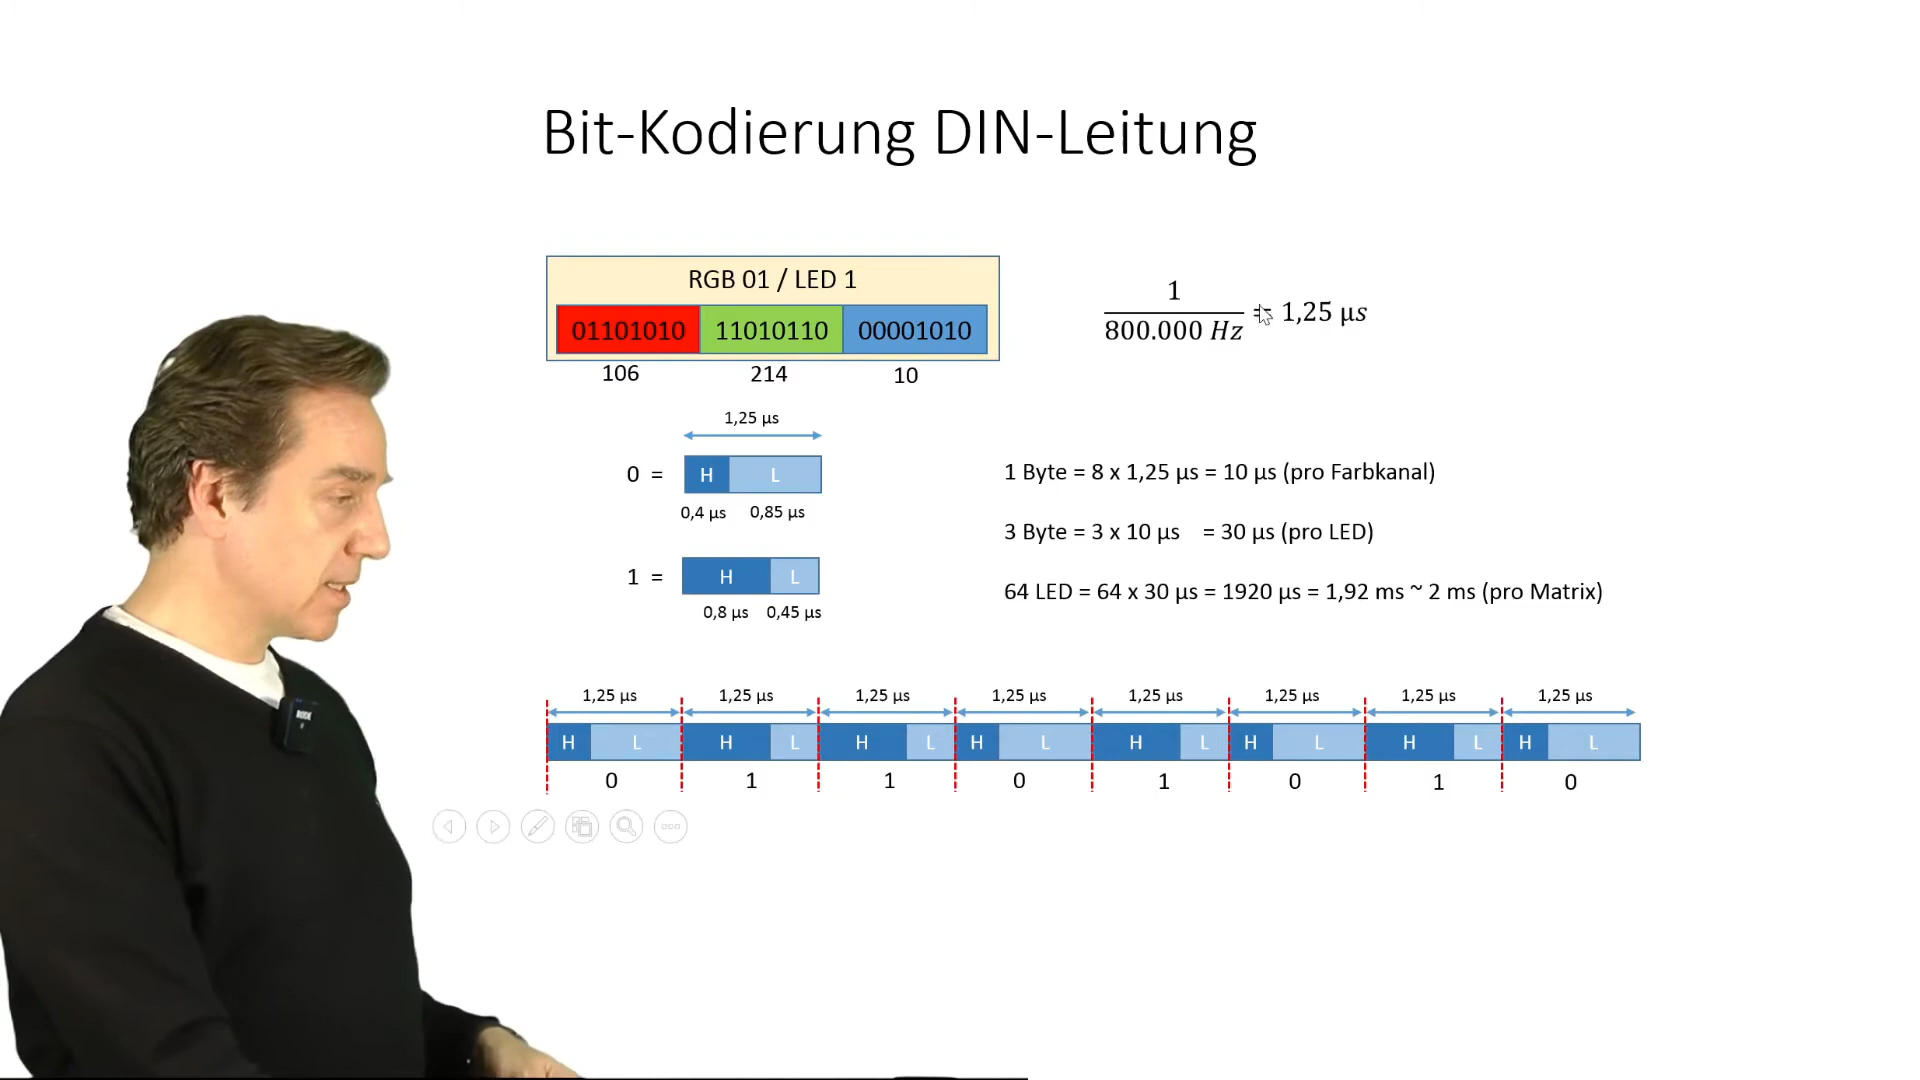 Bit-Kodierung DIN-Leitung
RGB 01 / LED 1
01101010 11010110 00001010
106 214 10
1
800.000 Hz
= 1,25 µs
1,25 µs
0 = H L
0,4 µs 0,85 µs
1 = H L
0,8 µs 0,45 µs
1 Byte = 8 x 1,25 µs = 10 µs (pro Farbkanal)
3 Byte = 3 x 10 µs = 30 µs (pro LED)
64 LED = 64 x 30 µs = 1920 µs = 1,92 ms ~ 2 ms (pro Matrix)
1,25 µs 1,25 µs 1,25 µs 1,25 µs 1,25 µs 1,25 µs 1,25 µs 1,25 µs
H L H L H L H L H L H L H L H L
0 1 1 0 1 0 1 0
RODE